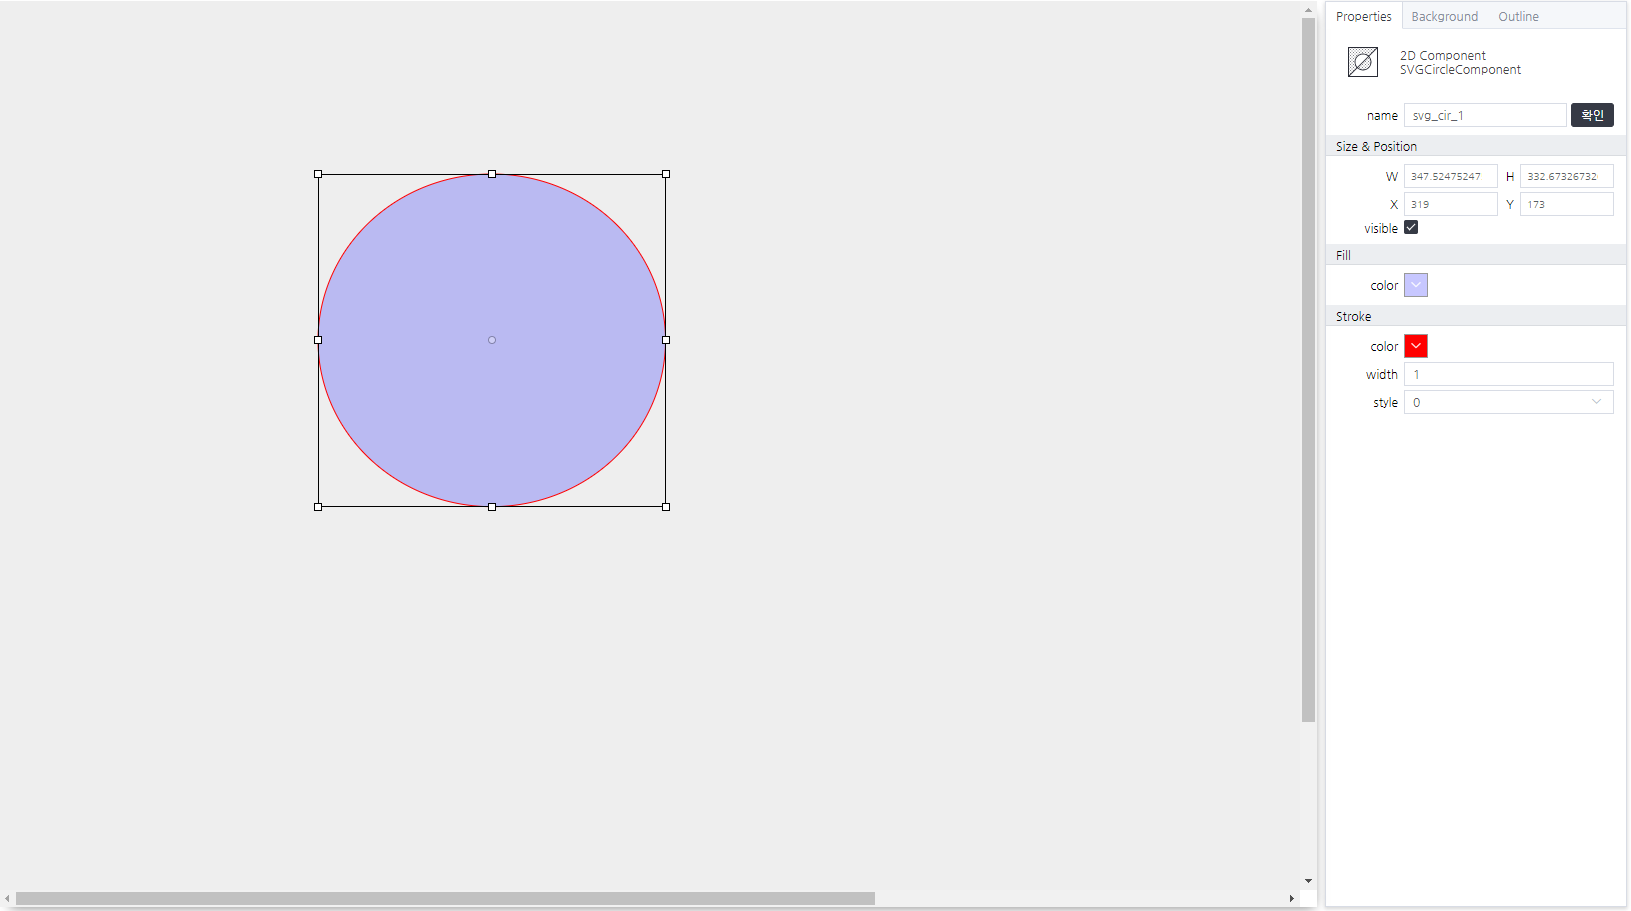 Properties Background Outline
2D Component
SVGCircleComponent
name svg_cir_1 확인
Size & Position
W 347.52475247 H 332.67326732
X 319 Y 173
visible
Fill
color
Stroke
color
width 1
style 0